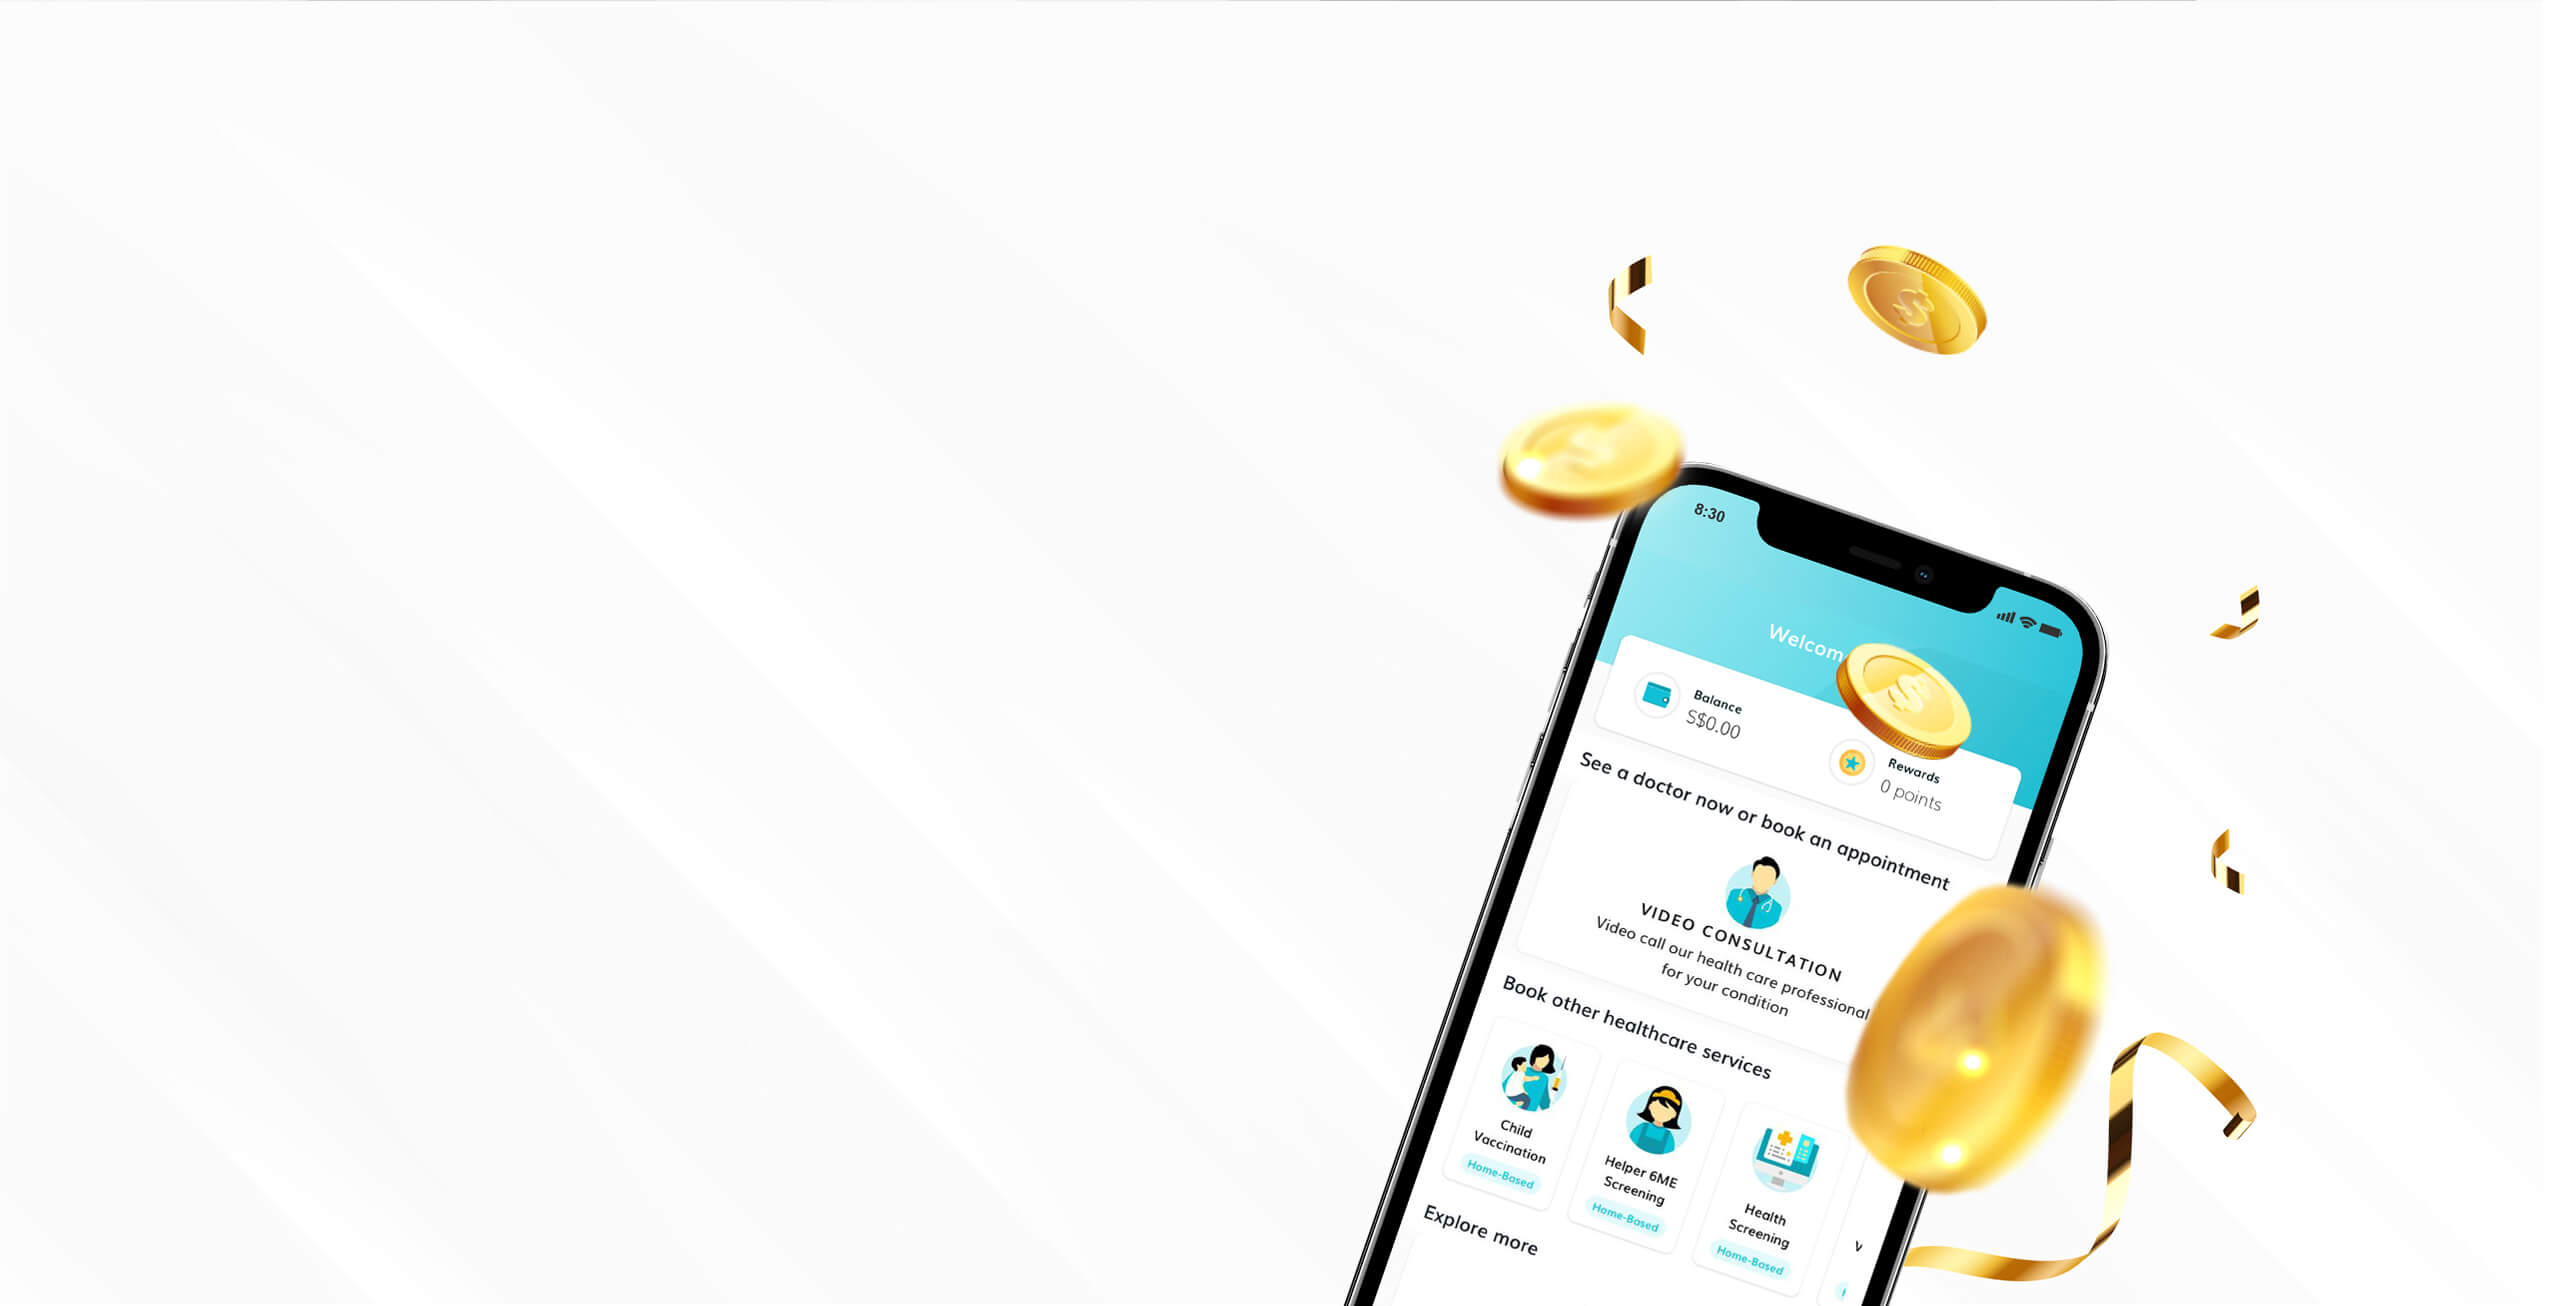 8:30
Welcom
Balance
S$0.00
Rewards
0 points
See a doctor now or book an appointment
VIDEO CONSULTATION
Video call our health care professional
for your condition
Book other healthcare services
Child
Vaccination
Home-Based
Helper 6ME
Screening
Home-Based
Health
Screening
Home-Based
V
Explore more